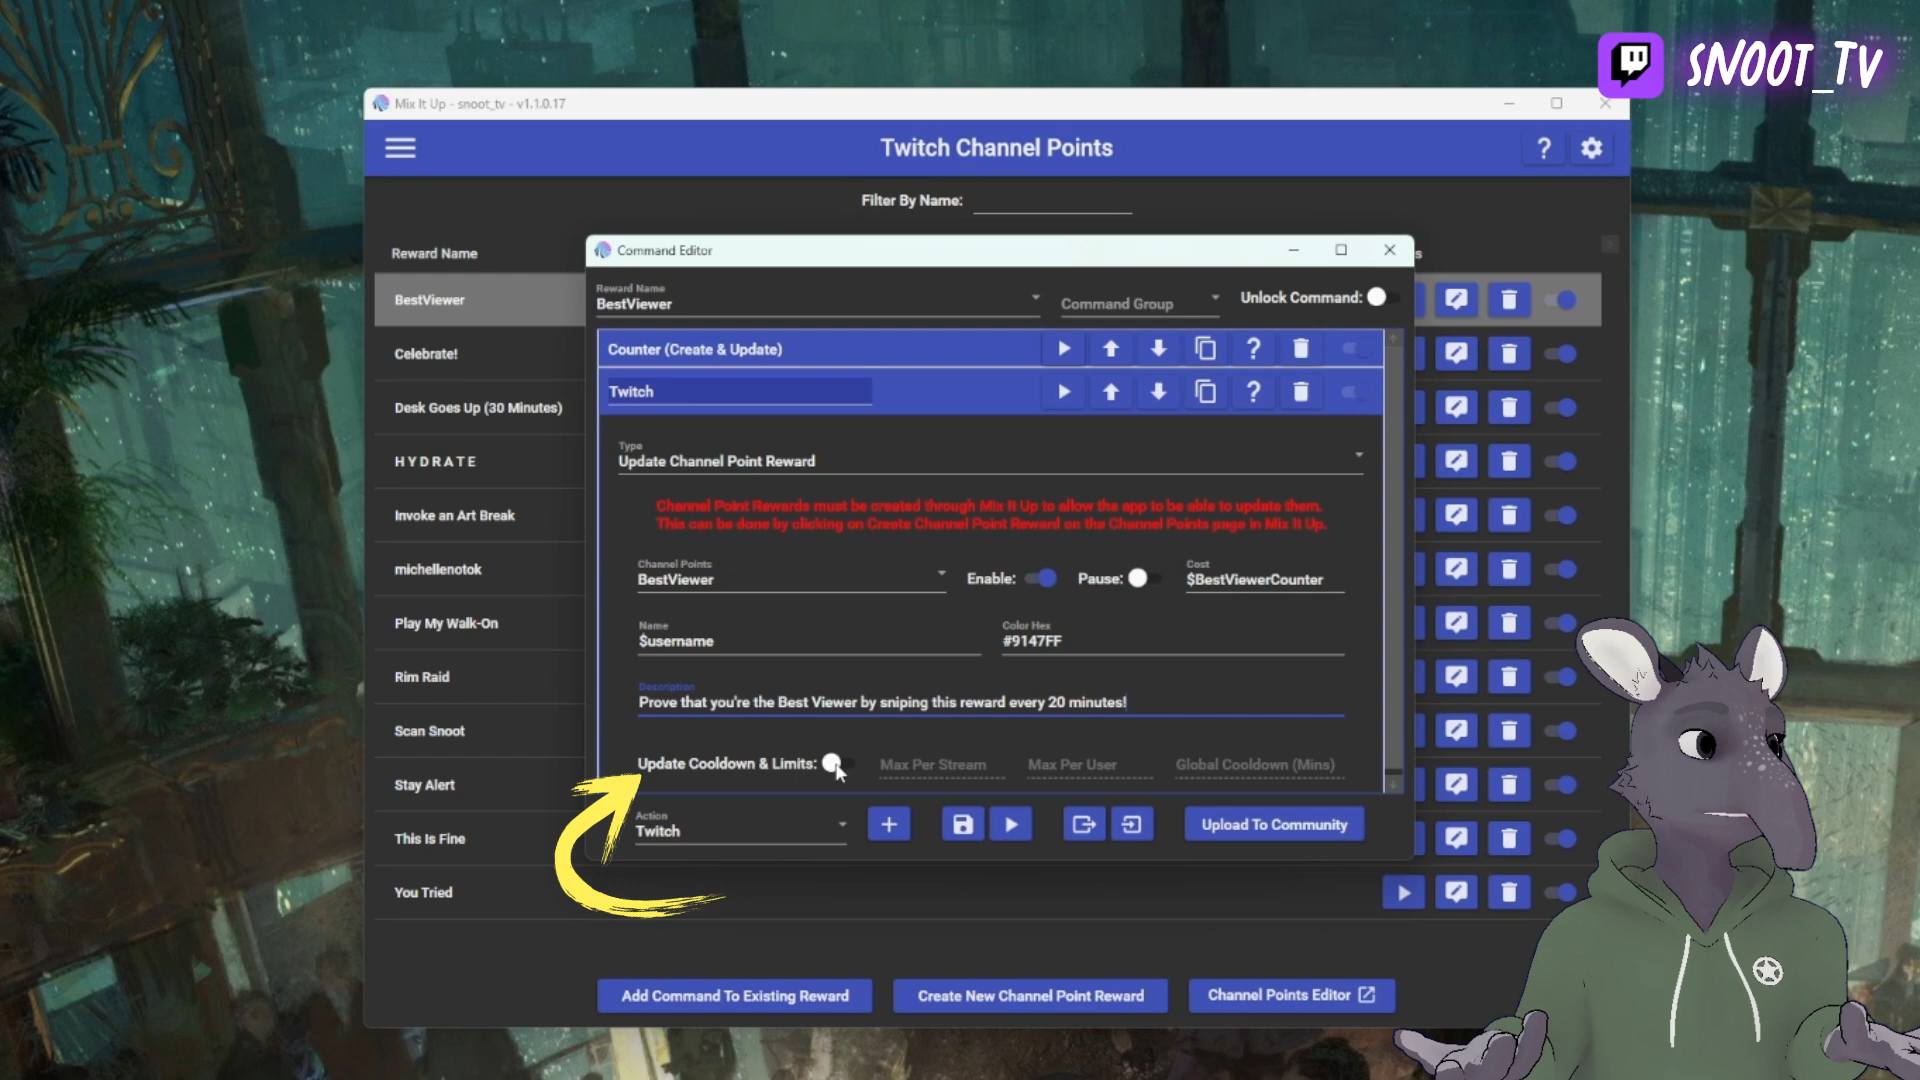 SNOOT_TV
Mix It Up - snoot_tv - v1.1.0.17
Twitch Channel Points
?
Filter By Name:
Reward Name
s
Command Editor
Reward Name
BestViewer
Command Group
Unlock Command:
BestViewer
Counter (Create & Update)
?
Celebrate!
Twitch
?
Desk Goes Up (30 Minutes)
Type
Update Channel Point Reward
H Y D R A T E
Channel Point Rewards must be created through Mix It Up to allow the app to be able to update them.
This can be done by clicking on Create Channel Point Reward on the Channel Points page in Mix It Up.
Invoke an Art Break
Channel Points
BestViewer
Enable:
Pause:
Cost
$BestViewerCounter
michellenotok
Name
$username
Color Hex
#9147FF
Play My Walk-On
Rim Raid
Description
Prove that you're the Best Viewer by sniping this reward every 20 minutes!
Scan Snoot
Update Cooldown & Limits:
Max Per Stream
Max Per User
Global Cooldown (Mins)
Stay Alert
Action
Twitch
Upload To Community
This Is Fine
You Tried
Add Command To Existing Reward
Create New Channel Point Reward
Channel Points Editor